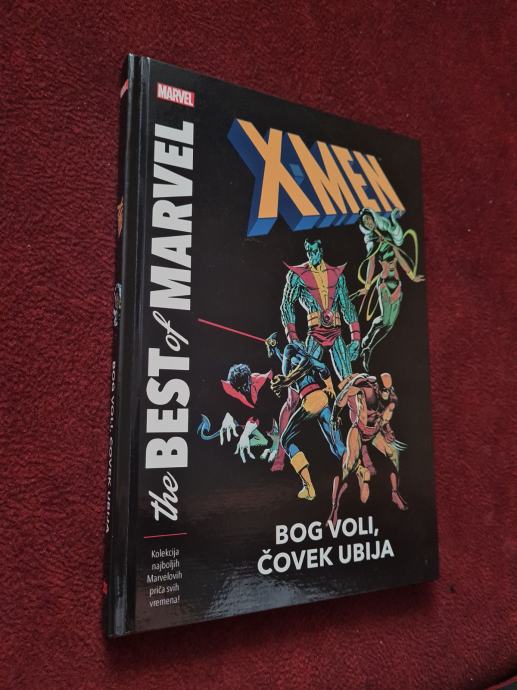 MARVEL
X-MEN
the BEST of MARVEL
BOG VOLI,
ČOVEK UBIJA
Kolekcija
najboljih
Marvelovih
priča svih
vremena!
BOG VOLI, ČOVEK UBIJA